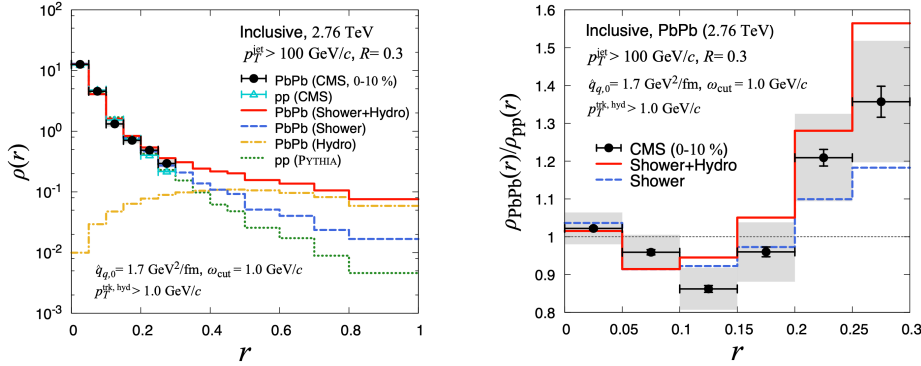 Inclusive, 2.76 TeV
p_T^jet > 100 GeV/c, R = 0.3
PbPb (CMS, 0-10 %)
pp (CMS)
PbPb (Shower+Hydro)
PbPb (Shower)
PbPb (Hydro)
pp (PYTHIA)
10^2
10^1
10^0
10^-1
10^-2
10^-3
ρ(r)
q̂_q,0 = 1.7 GeV^2/fm, ω_cut = 1.0 GeV/c
p_T^trk, hyd > 1.0 GeV/c
0 0.2 0.4 0.6 0.8 1
r
Inclusive, PbPb (2.76 TeV)
p_T^jet > 100 GeV/c, R = 0.3
q̂_q,0 = 1.7 GeV^2/fm, ω_cut = 1.0 GeV/c
p_T^trk, hyd > 1.0 GeV/c
CMS (0-10 %)
Shower+Hydro
Shower
1.6
1.5
1.4
1.3
1.2
1.1
1
0.9
0.8
ρ_PbPb(r)/ρ_pp(r)
0 0.05 0.1 0.15 0.2 0.25 0.3
r